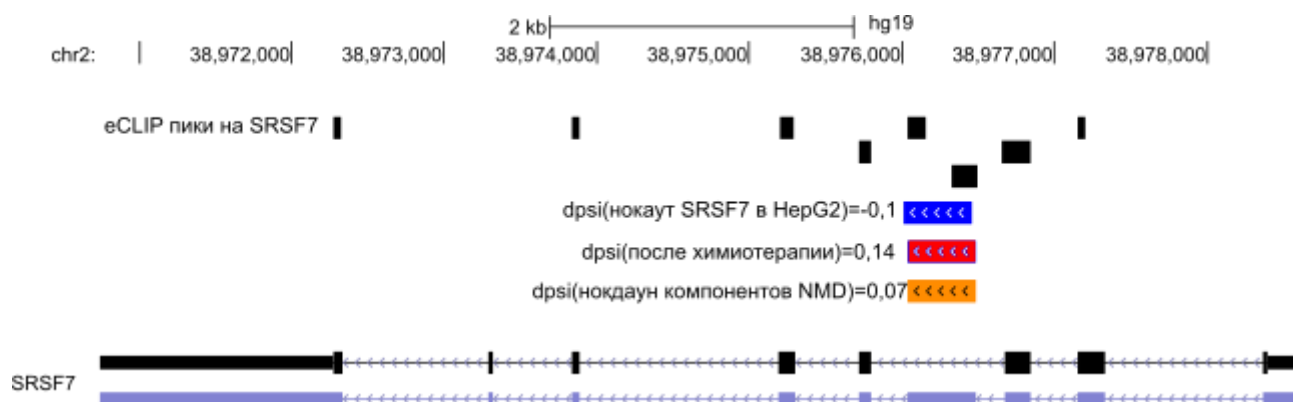 2 kb hg19
chr2: 38,972,000 38,973,000 38,974,000 38,975,000 38,976,000 38,977,000 38,978,000
eCLIP пики на SRSF7
dpsi(нокаут SRSF7 в HepG2)=-0,1
dpsi(после химиотерапии)=0,14
dpsi(нокдаун компонентов NMD)=0,07
SRSF7